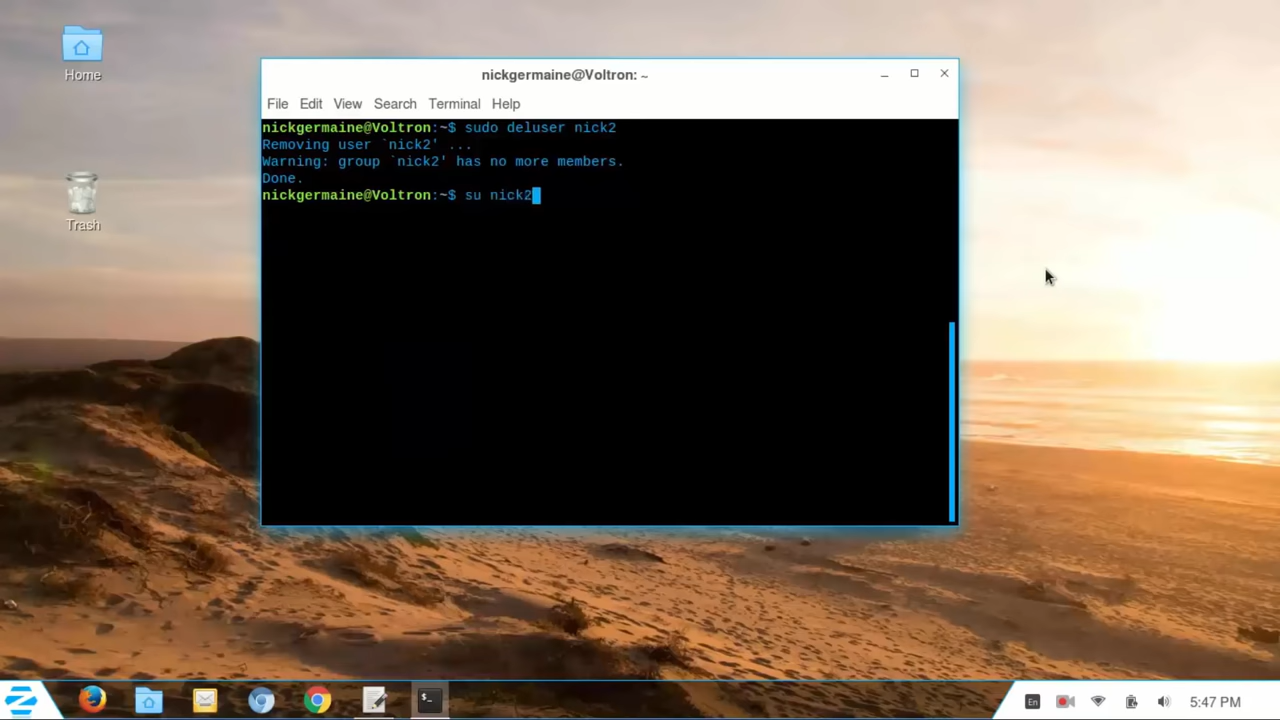 Home
Trash
nickgermaine@Voltron: ~
File Edit View Search Terminal Help
nickgermaine@Voltron:~$ sudo deluser nick2
Removing user `nick2' ...
Warning: group `nick2' has no more members.
Done.
nickgermaine@Voltron:~$ su nick2
$_
En
5:47 PM